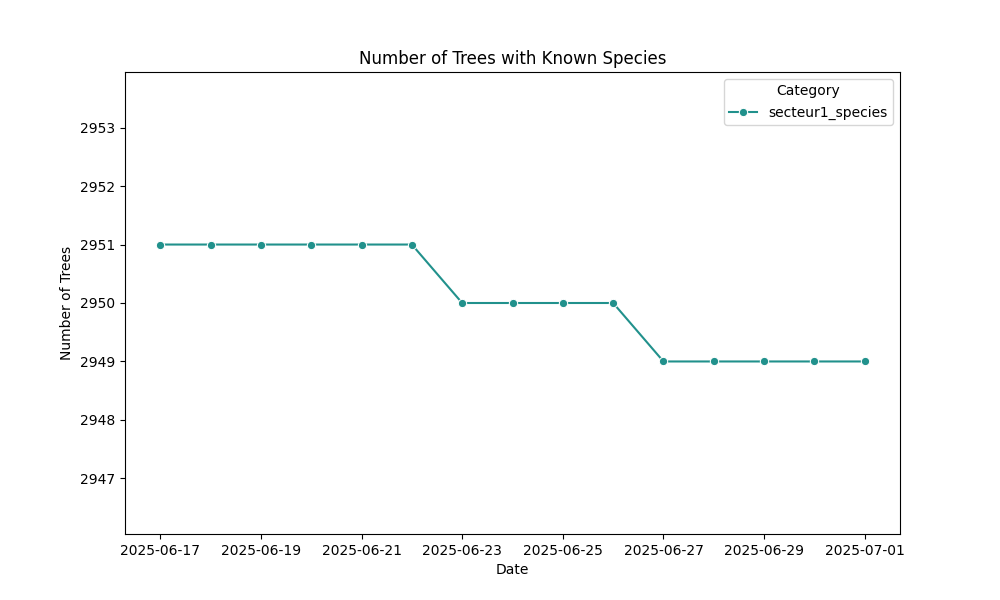 Number of Trees with Known Species
Category
secteur1_species
Number of Trees
2953
2952
2951
2950
2949
2948
2947
2025-06-17 2025-06-19 2025-06-21 2025-06-23 2025-06-25 2025-06-27 2025-06-29 2025-07-01
Date